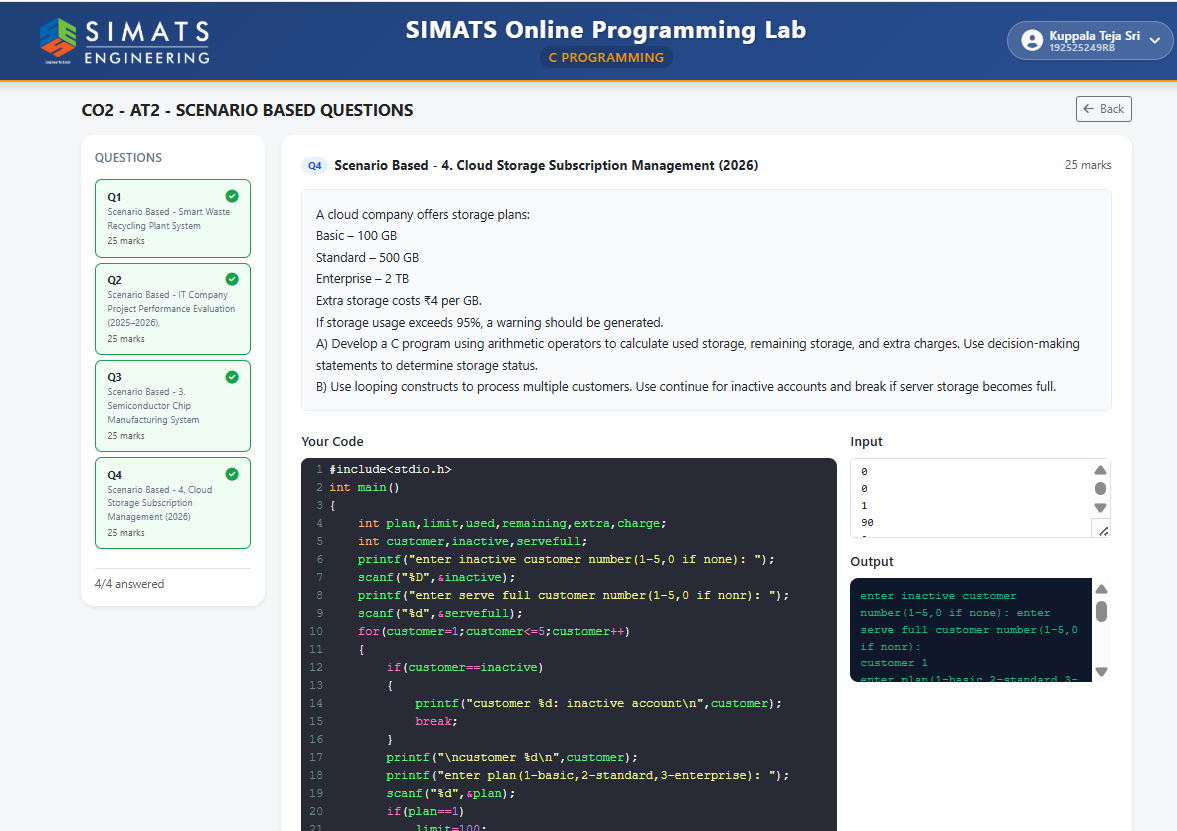 SIMATS
ENGINEERING
SIMATS Online Programming Lab
C PROGRAMMING
Kuppala Teja Sri
192525249RB
CO2 - AT2 - SCENARIO BASED QUESTIONS
Back
QUESTIONS
Q1
Scenario Based - Smart Waste
Recycling Plant System
25 marks
Q2
Scenario Based - IT Company
Project Performance Evaluation
(2025–2026).
25 marks
Q3
Scenario Based - 3.
Semiconductor Chip
Manufacturing System
25 marks
Q4
Scenario Based - 4. Cloud
Storage Subscription
Management (2026)
25 marks
4/4 answered
Q4 Scenario Based - 4. Cloud Storage Subscription Management (2026) 25 marks
A cloud company offers storage plans:
Basic – 100 GB
Standard – 500 GB
Enterprise – 2 TB
Extra storage costs ₹4 per GB.
If storage usage exceeds 95%, a warning should be generated.
A) Develop a C program using arithmetic operators to calculate used storage, remaining storage, and extra charges. Use decision-making
statements to determine storage status.
B) Use looping constructs to process multiple customers. Use continue for inactive accounts and break if server storage becomes full.
Your Code
1 #include<stdio.h>
2 int main()
3 {
4 int plan,limit,used,remaining,extra,charge;
5 int customer,inactive,servefull;
6 printf("enter inactive customer number(1-5,0 if none): ");
7 scanf("%D",&inactive);
8 printf("enter serve full customer number(1-5,0 if nonr): ");
9 scanf("%d",&servefull);
10 for(customer=1;customer<=5;customer++)
11 {
12 if(customer==inactive)
13 {
14 printf("customer %d: inactive account\n",customer);
15 break;
16 }
17 printf("\ncustomer %d\n",customer);
18 printf("enter plan(1-basic,2-standard,3-enterprise): ");
19 scanf("%d",&plan);
20 if(plan==1)
21 limit=100;
Input
0
0
1
90
Output
enter inactive customer
number(1-5,0 if none): enter
serve full customer number(1-5,0
if nonr):
customer 1
enter plan(1-basic,2-standard,3-